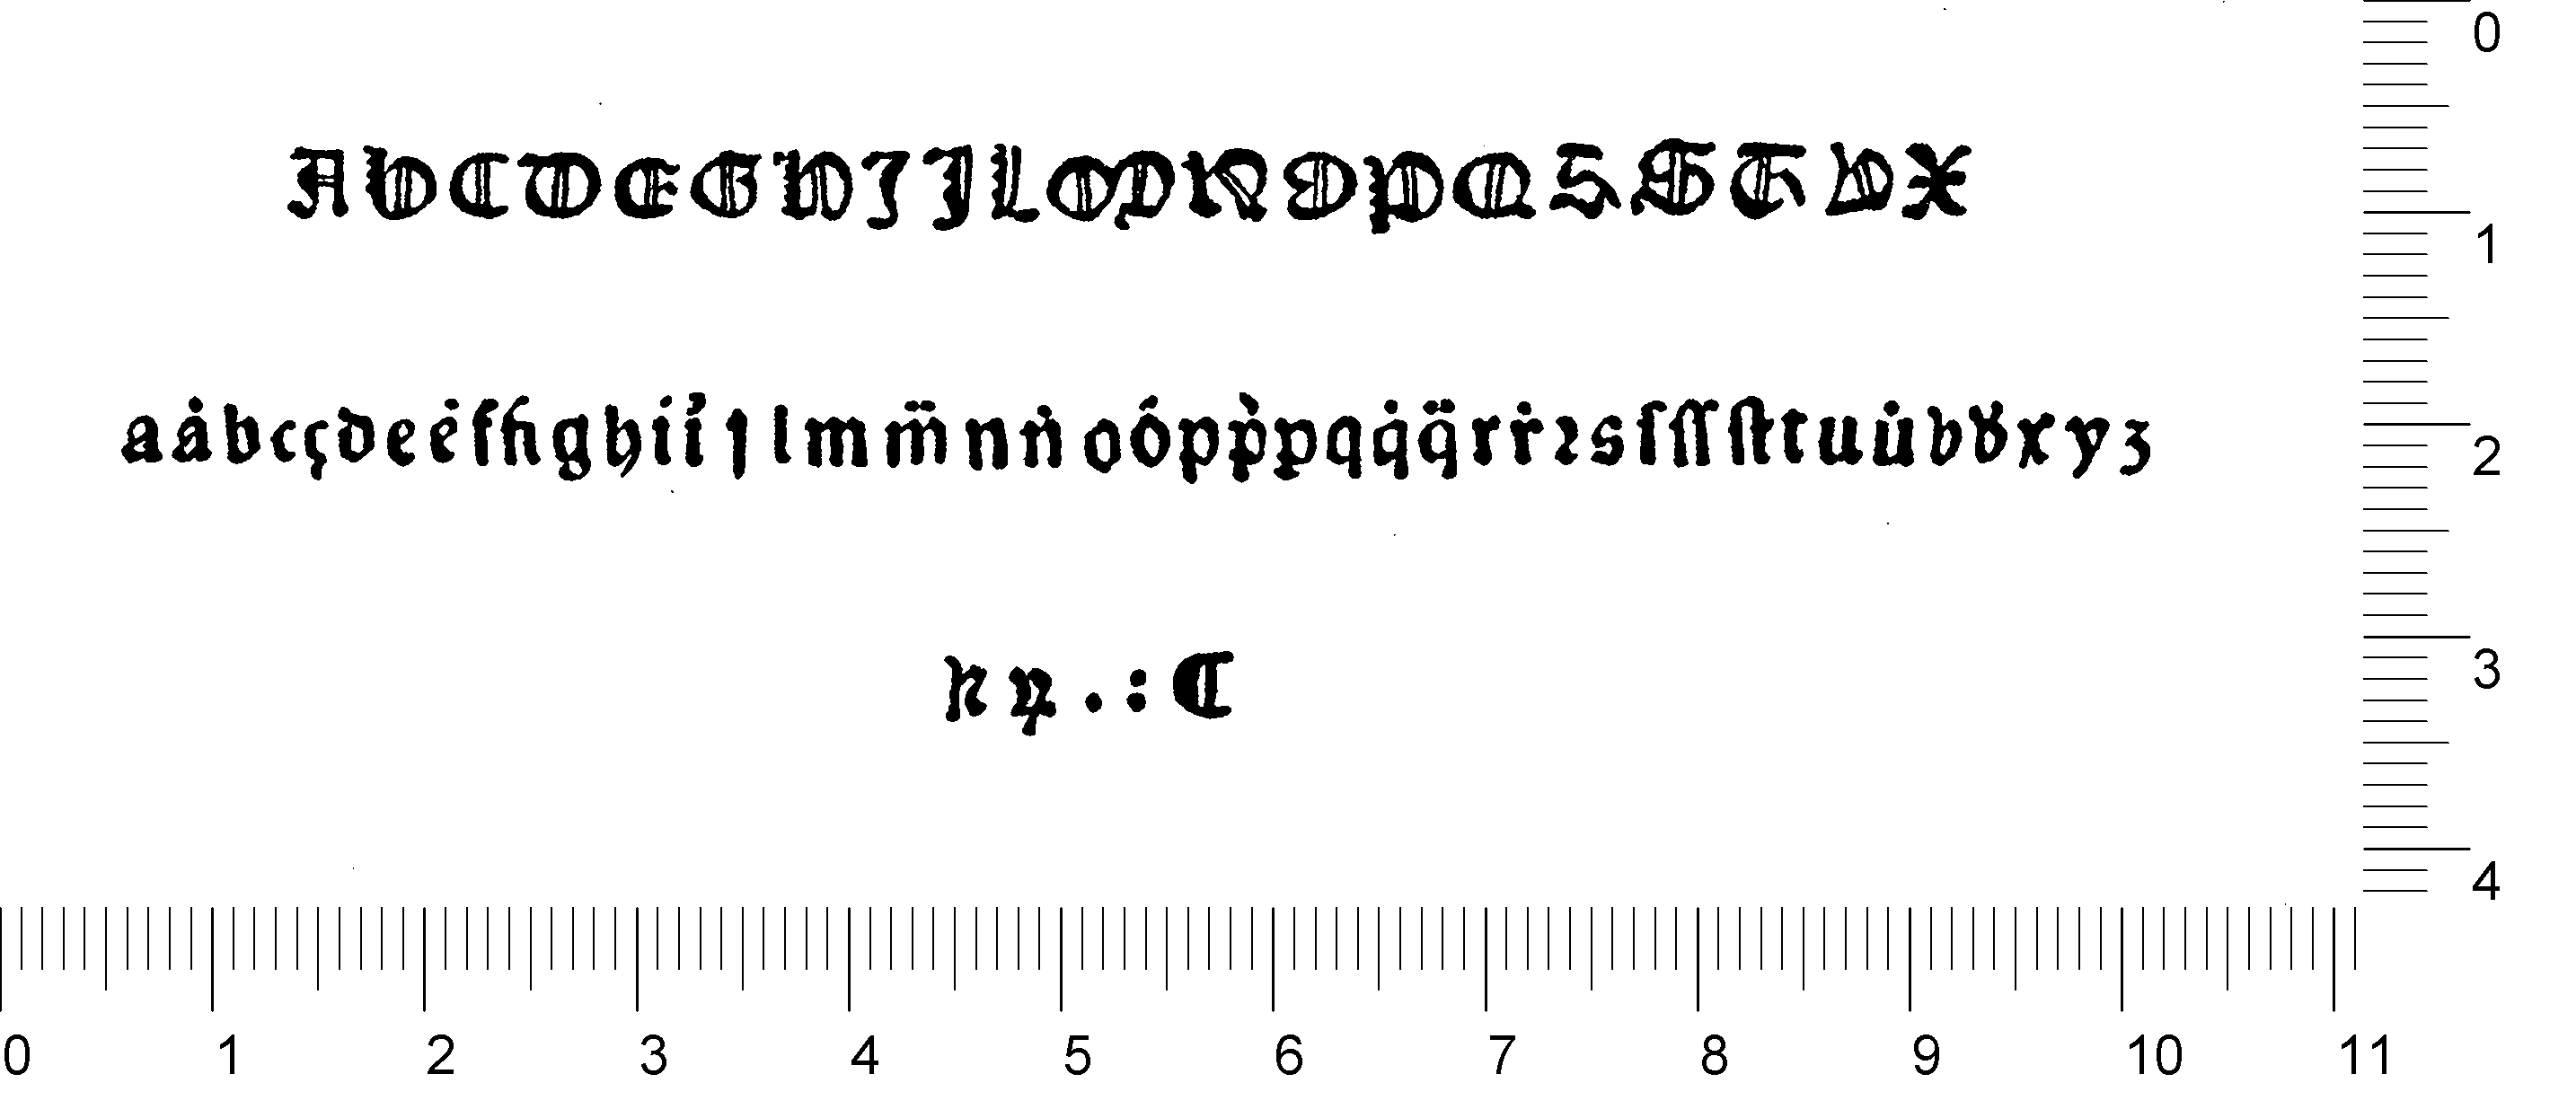 A B C D E G H I J L M N O P Q S S T V X
a å b c ç d e ė f ﬁ g h i i̾ ȷ l m m̈ n ṅ o ȯ p p̀ ꝑ q q̇ q̈ r ṙ ꝛ s ſ ſſ ſt t u u̇ v v̈ x y ʒ
. : ⁌
0
1
2
3
4
0 1 2 3 4 5 6 7 8 9 10 11